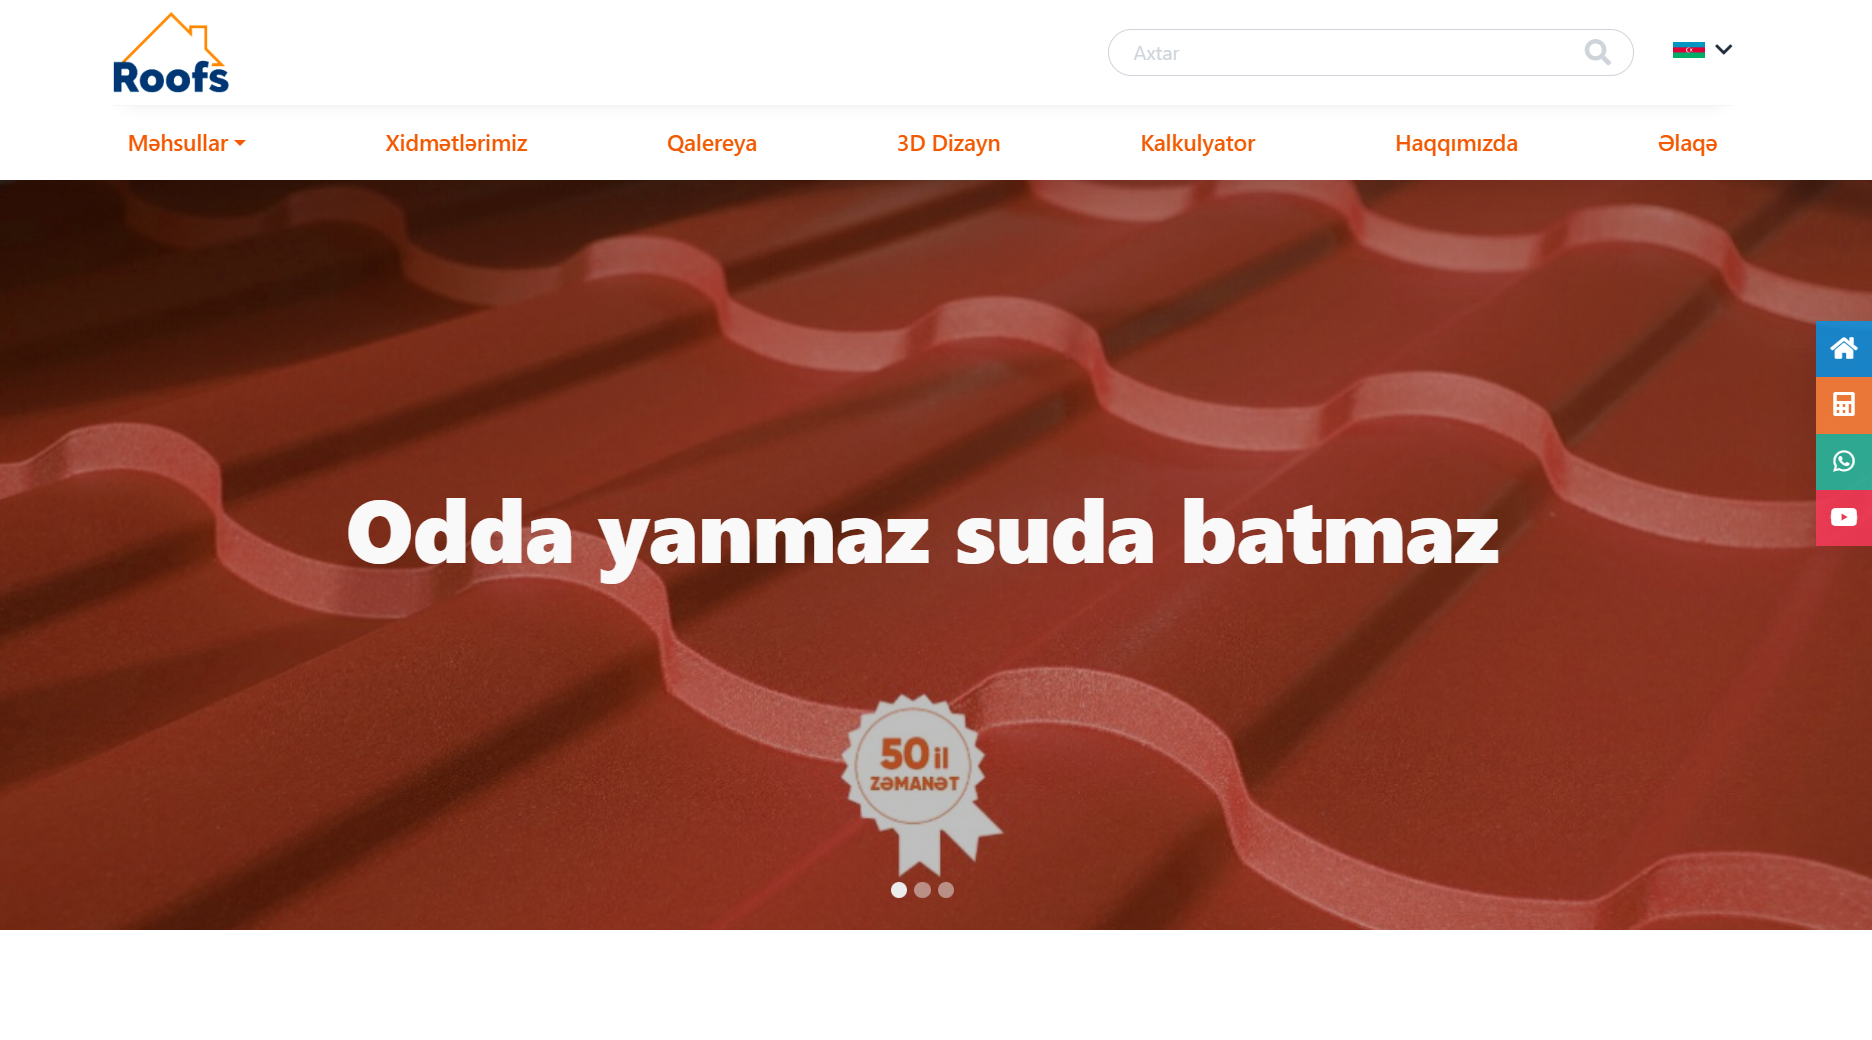 Roofs
Axtar
Məhsullar
Xidmətlərimiz
Qalereya
3D Dizayn
Kalkulyator
Haqqımızda
Əlaqə
Odda yanmaz suda batmaz
50 il
ZƏMANƏT